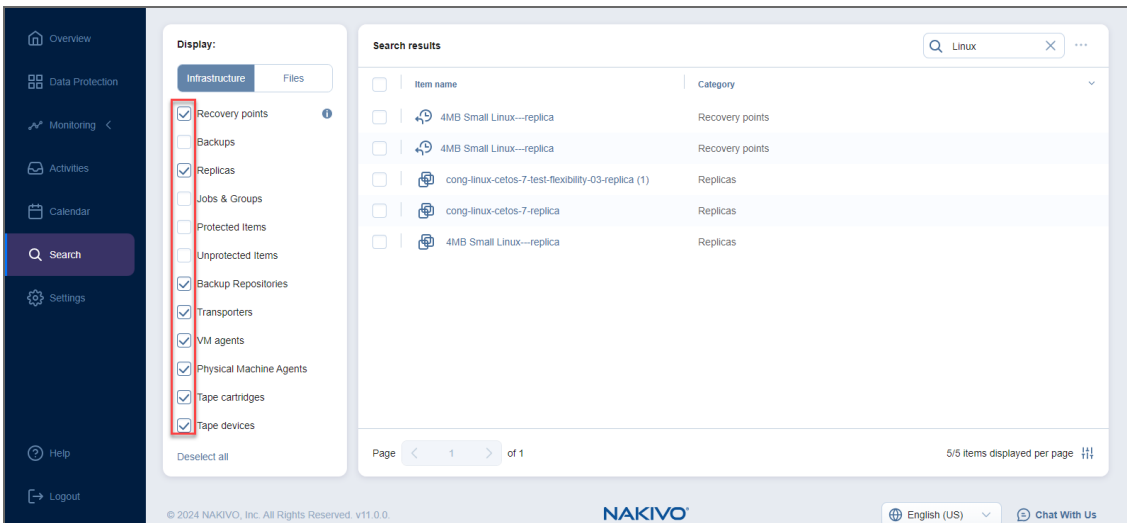 Overview
Data Protection
Monitoring
Activities
Calendar
Search
Settings
Help
Logout
Display:
Infrastructure
Files
Recovery points
Backups
Replicas
Jobs & Groups
Protected Items
Unprotected Items
Backup Repositories
Transporters
VM agents
Physical Machine Agents
Tape cartridges
Tape devices
Deselect all
Search results
Linux
Item name Category
4MB Small Linux---replica Recovery points
4MB Small Linux---replica Recovery points
cong-linux-cetos-7-test-flexibility-03-replica (1) Replicas
cong-linux-cetos-7-replica Replicas
4MB Small Linux---replica Replicas
Page 1 of 1
5/5 items displayed per page
© 2024 NAKIVO, Inc. All Rights Reserved. v11.0.0.
NAKIVO®
English (US)
Chat With Us